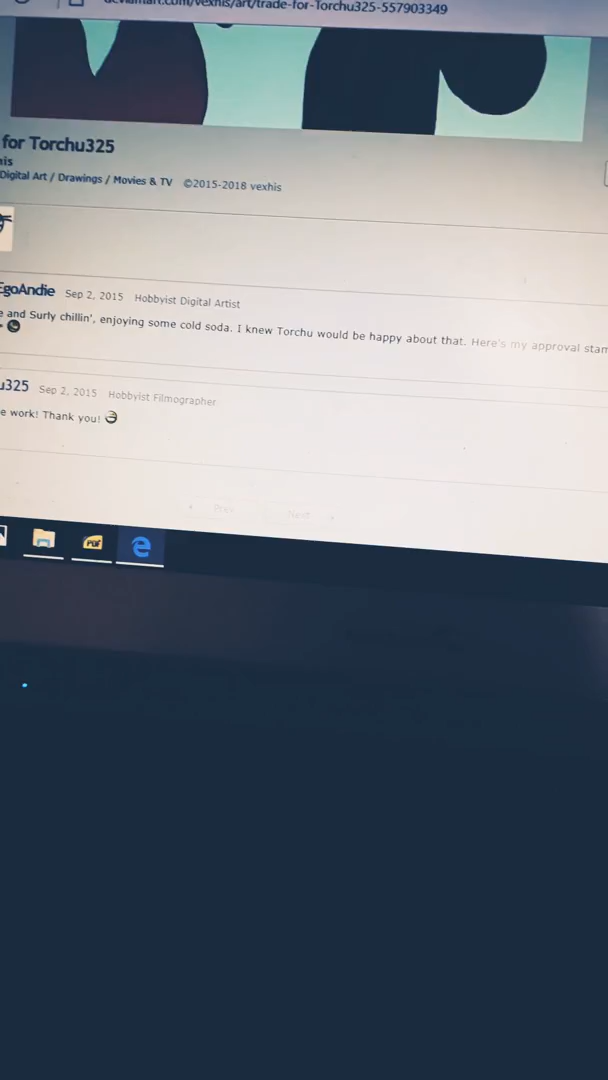 deviantart.com/vexhis/art/trade-for-Torchu325-557903349
for Torchu325
his
Digital Art / Drawings / Movies & TV ©2015-2018 vexhis
EgoAndie Sep 2, 2015 Hobbyist Digital Artist
e and Surly chillin', enjoying some cold soda. I knew Torchu would be happy about that. Here's my approval stam
u325 Sep 2, 2015 Hobbyist Filmographer
e work! Thank you!
Prev Next
PDF